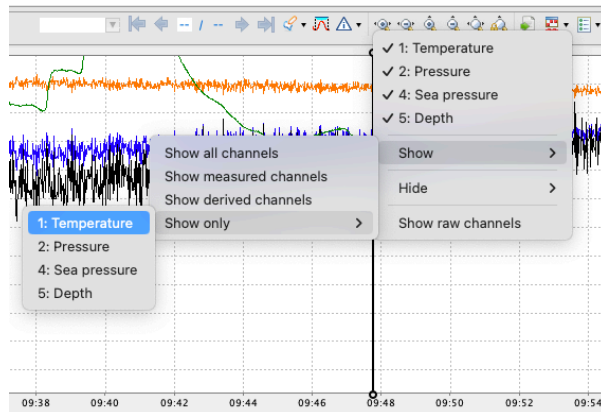 -- / --
✓ 1: Temperature
✓ 2: Pressure
✓ 4: Sea pressure
✓ 5: Depth
Show >
Hide >
Show raw channels
Show all channels
Show measured channels
Show derived channels
Show only >
1: Temperature
2: Pressure
4: Sea pressure
5: Depth
09:38 09:40 09:42 09:44 09:46 09:48 09:50 09:52 09:54